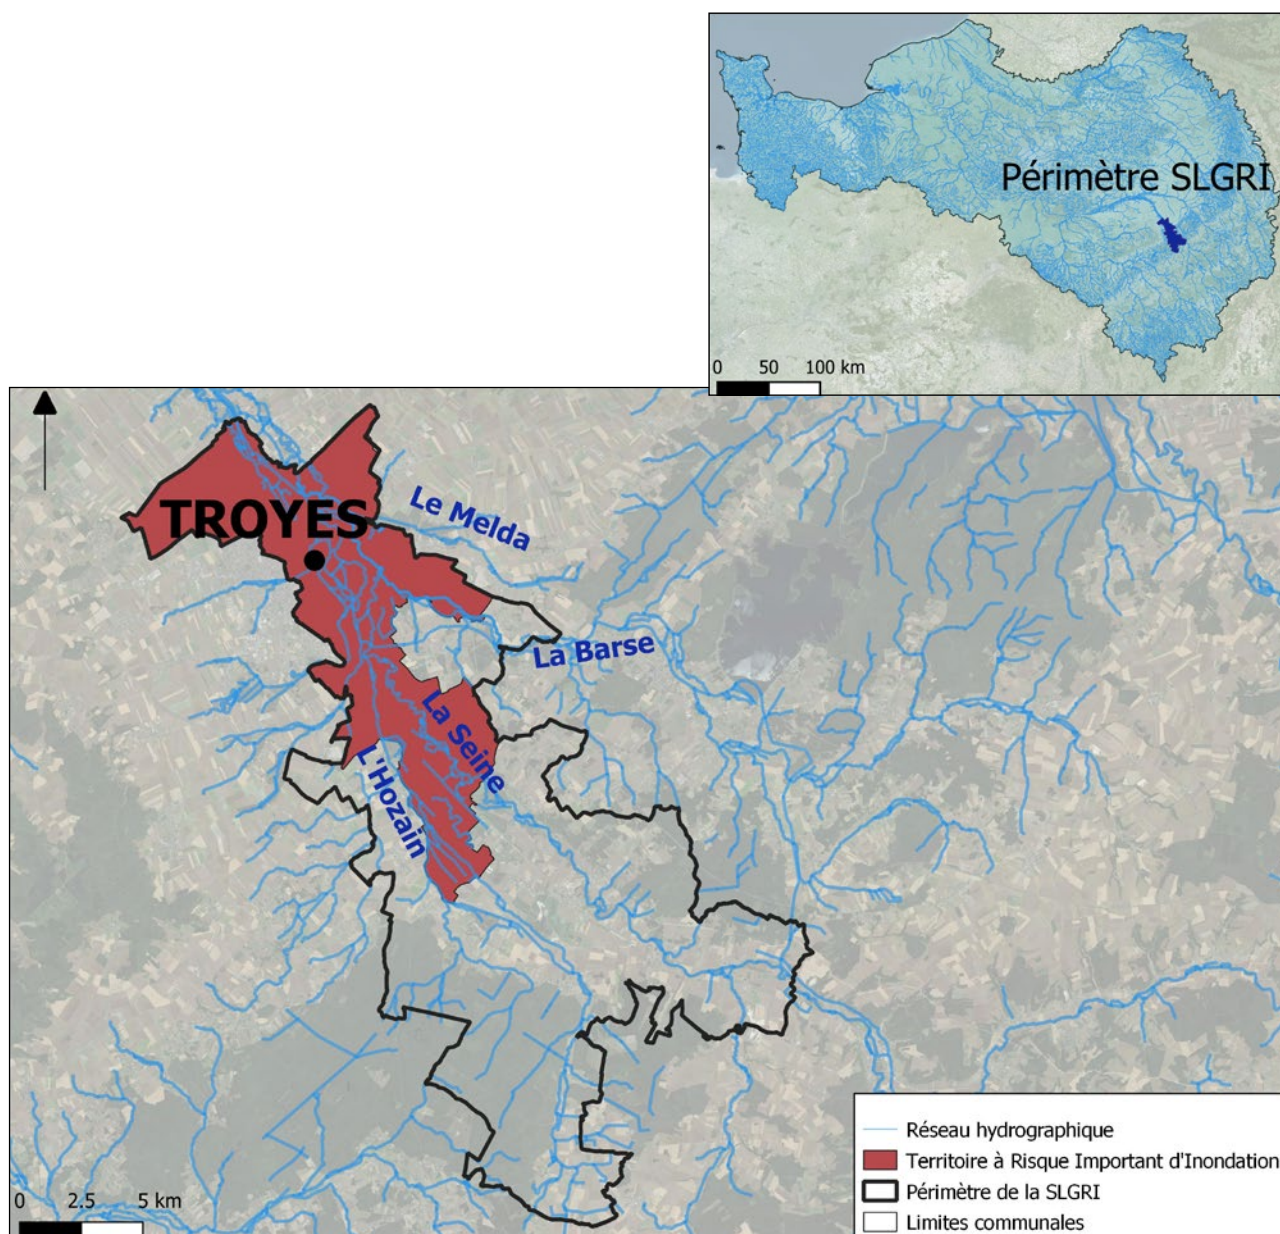 Périmètre SLGRI
0 50 100 km
TROYES
Le Melda
La Barse
La Seine
L'Hozain
Réseau hydrographique
Territoire à Risque Important d'Inondation
Périmètre de la SLGRI
Limites communales
0 2.5 5 km